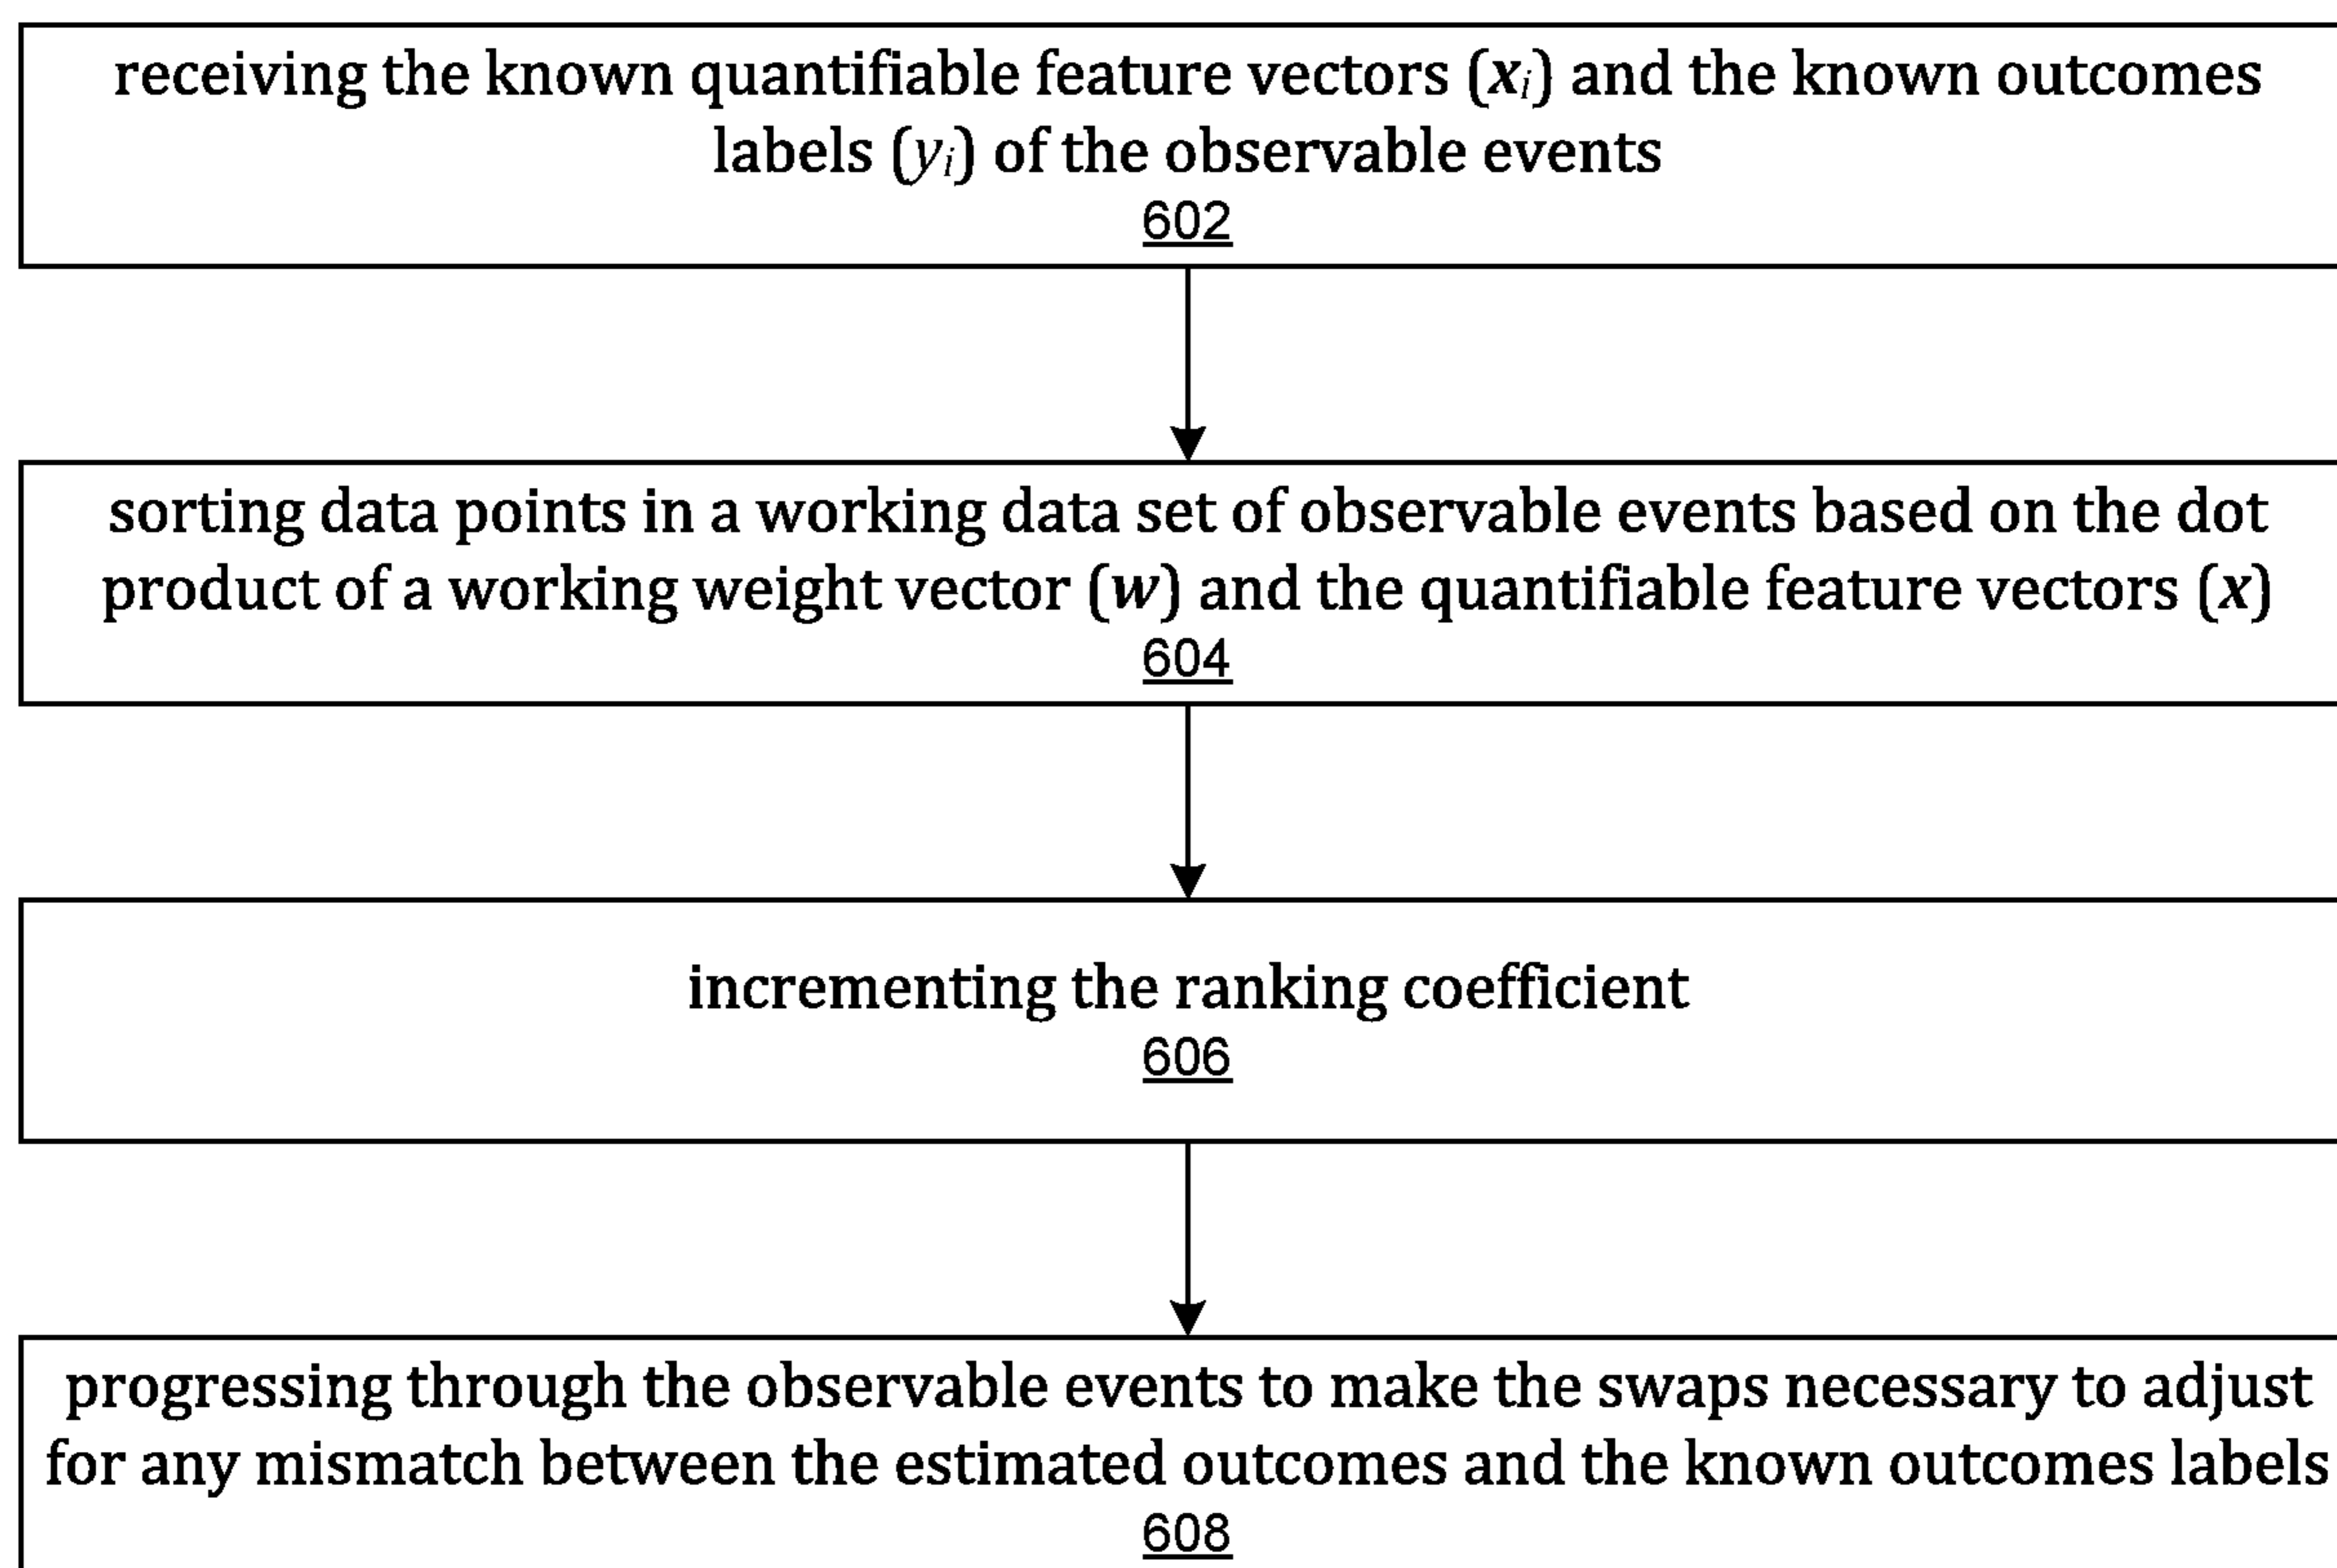 receiving the known quantifiable feature vectors (xi) and the known outcomes
labels (yi) of the observable events
602
sorting data points in a working data set of observable events based on the dot
product of a working weight vector (w) and the quantifiable feature vectors (x)
604
incrementing the ranking coefficient
606
progressing through the observable events to make the swaps necessary to adjust
for any mismatch between the estimated outcomes and the known outcomes labels
608